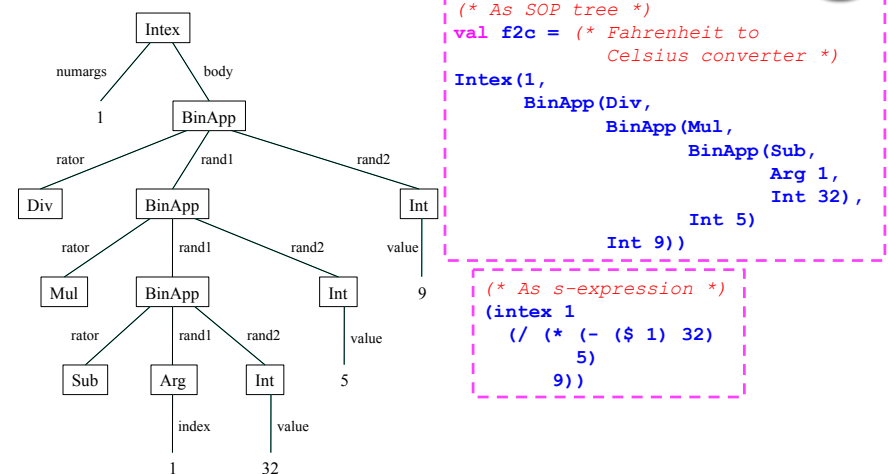 Intex
numargs
body
1
BinApp
rator
rand1
rand2
Div
BinApp
Int
rator
rand1
rand2
value
Mul
BinApp
Int
9
rator
rand1
rand2
value
Sub
Arg
Int
5
index
value
1
32
(* As SOP tree *)
val f2c = (* Fahrenheit to
Celsius converter *)
Intex(1,
BinApp(Div,
BinApp(Mul,
BinApp(Sub,
Arg 1,
Int 32),
Int 5)
Int 9))
(* As s-expression *)
(intex 1
(/ (* (- ($ 1) 32)
5)
9))